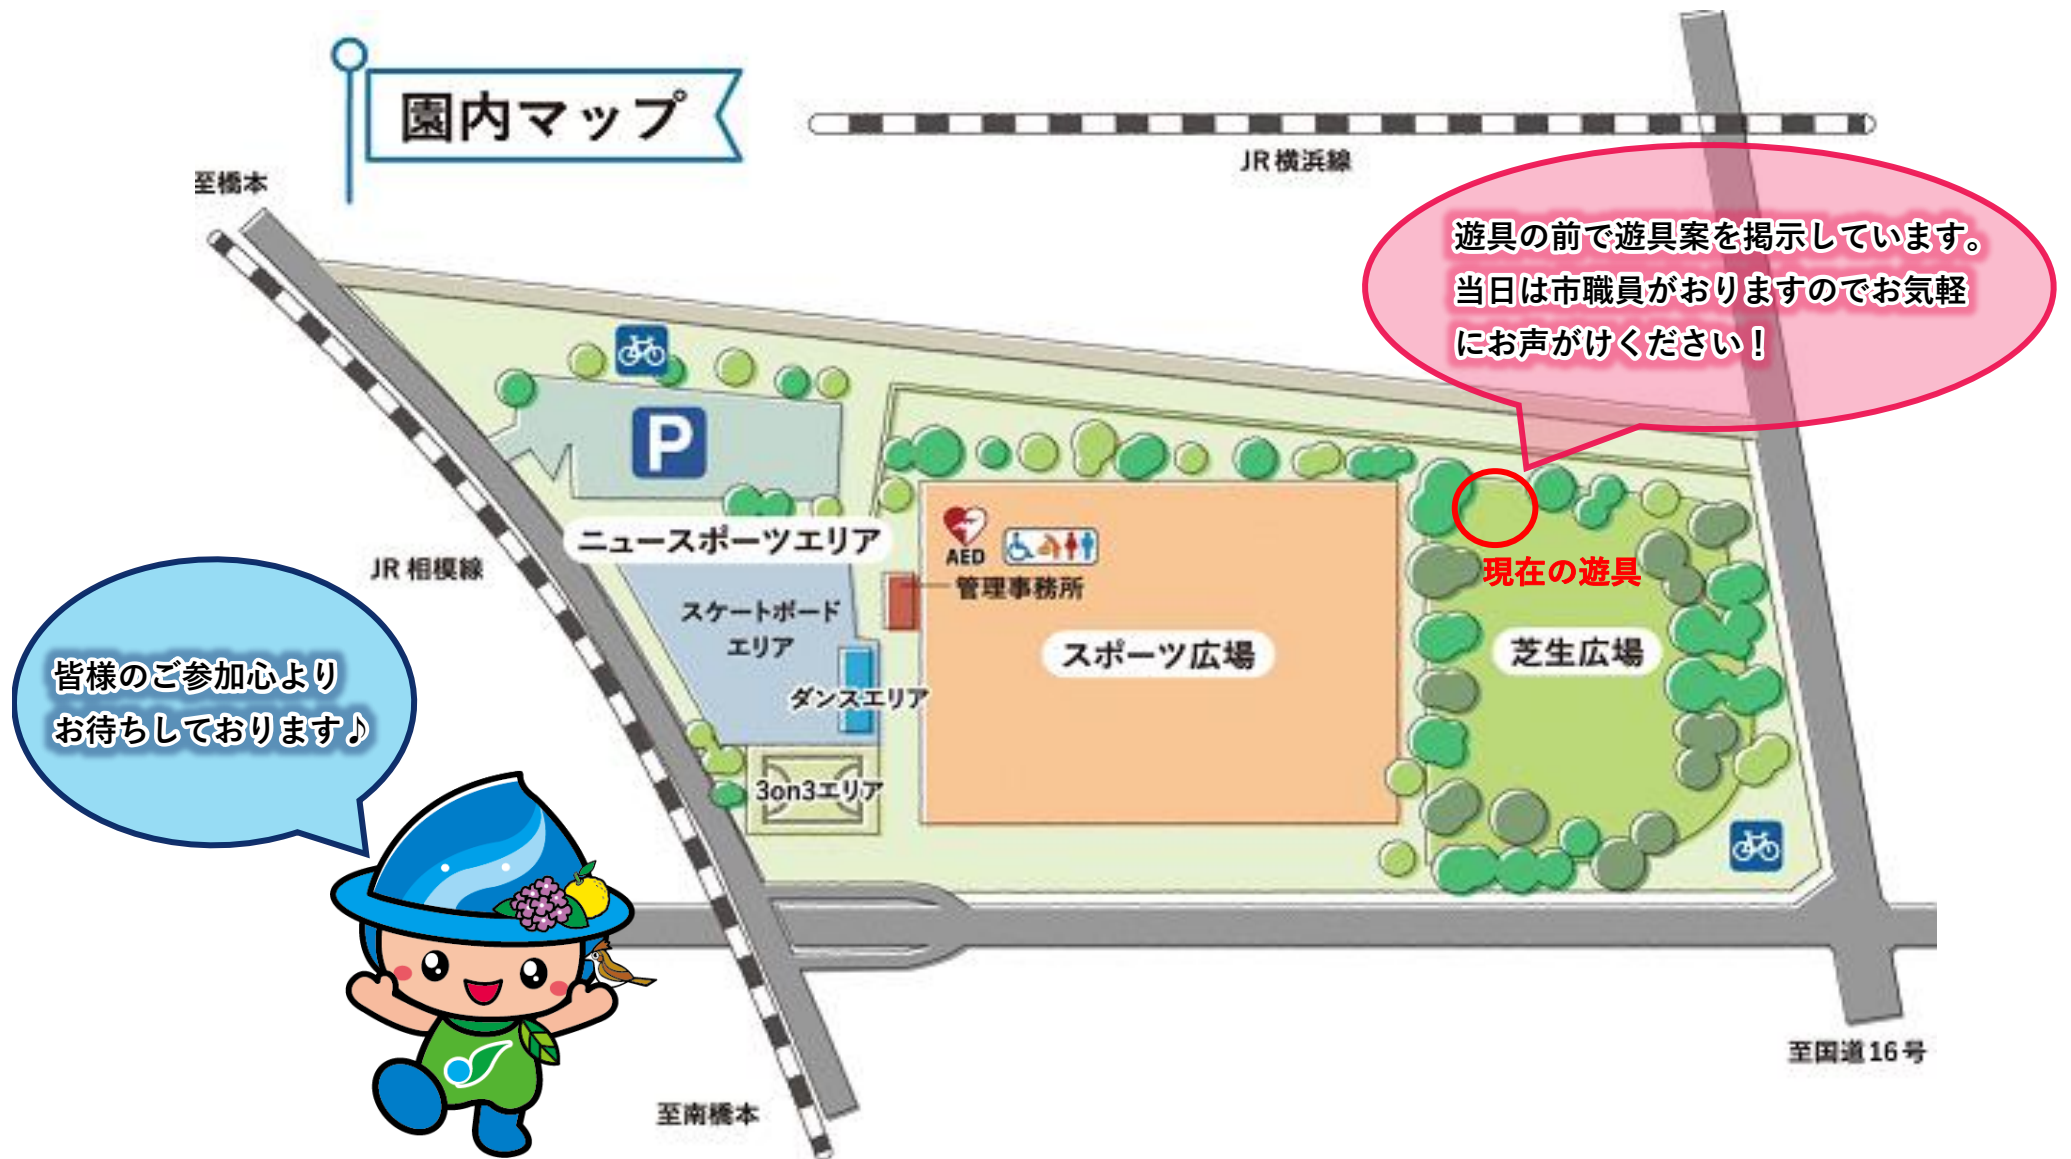 園内マップ
JR横浜線
至橋本
遊具の前で遊具案を掲示しています。
当日は市職員がおりますのでお気軽
にお声がけください！
P
ニュースポーツエリア
AED
現在の遊具
JR相模線
管理事務所
スケートボード
エリア
スポーツ広場
芝生広場
皆様のご参加心より
お待ちしております♪
ダンスエリア
3on3エリア
至国道16号
至南橋本